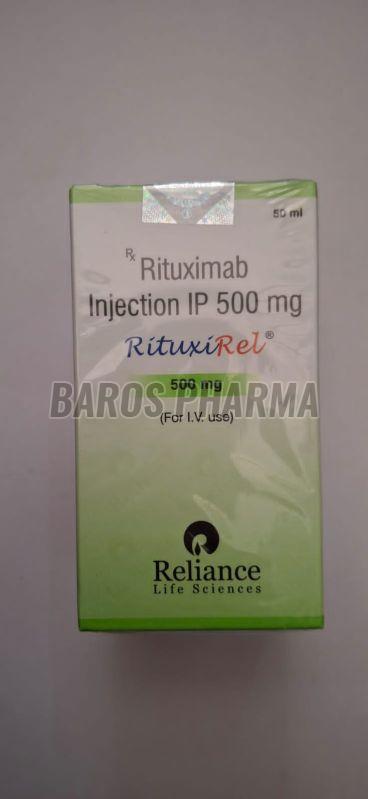 50 ml
Rx Rituximab
Injection IP 500 mg
RituxiRel®
500 mg
BAROS PHARMA
(For I.V. use)
Reliance
Life Sciences